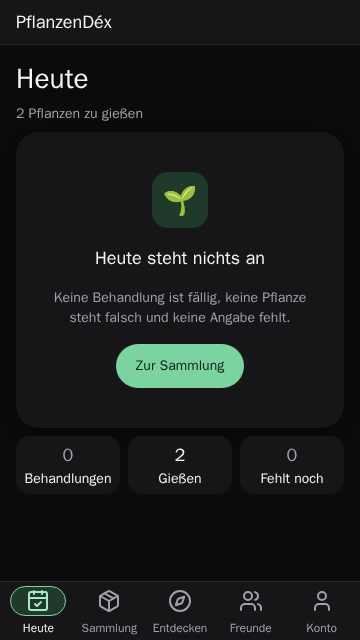 PflanzenDéx
Heute
2 Pflanzen zu gießen
Heute steht nichts an
Keine Behandlung ist fällig, keine Pflanze
steht falsch und keine Angabe fehlt.
Zur Sammlung
0 2 0
Behandlungen Gießen Fehlt noch
Heute Sammlung Entdecken Freunde Konto